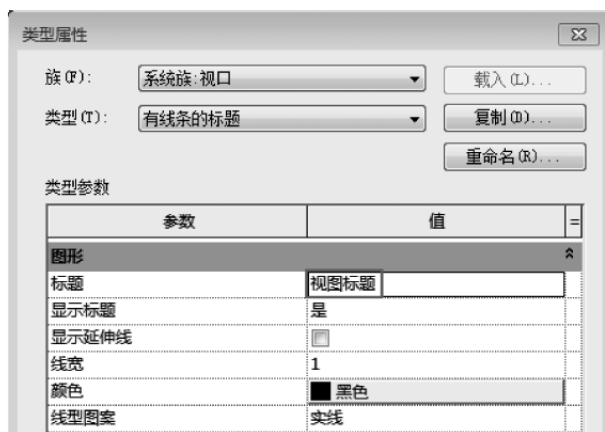 类型属性
族(F): 系统族:视口 载入(L)...
类型(T): 有线条的标题 复制(D)...
重命名(R)...
类型参数
参数 值 =
图形
标题 视图标题
显示标题 是
显示延伸线
线宽 1
颜色 黑色
线型图案 实线